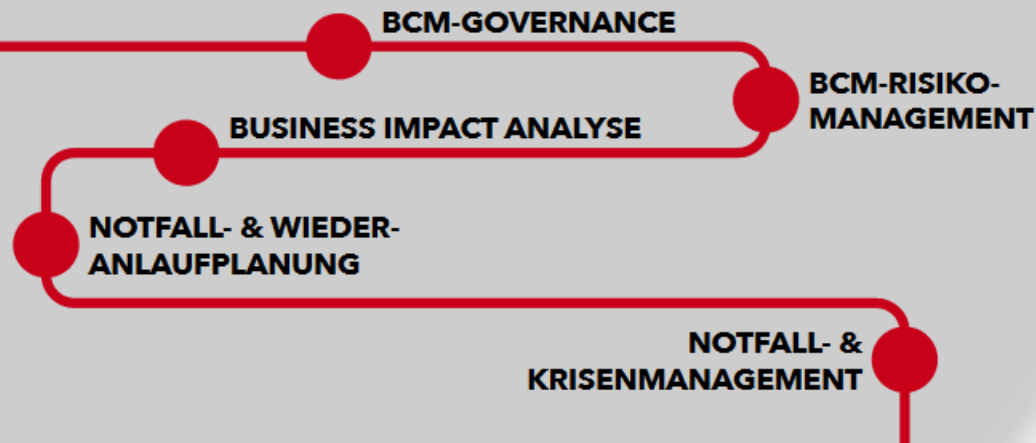 BCM-GOVERNANCE
BCM-RISIKO-
MANAGEMENT
BUSINESS IMPACT ANALYSE
NOTFALL- & WIEDER-
ANLAUFPLANUNG
NOTFALL- &
KRISENMANAGEMENT